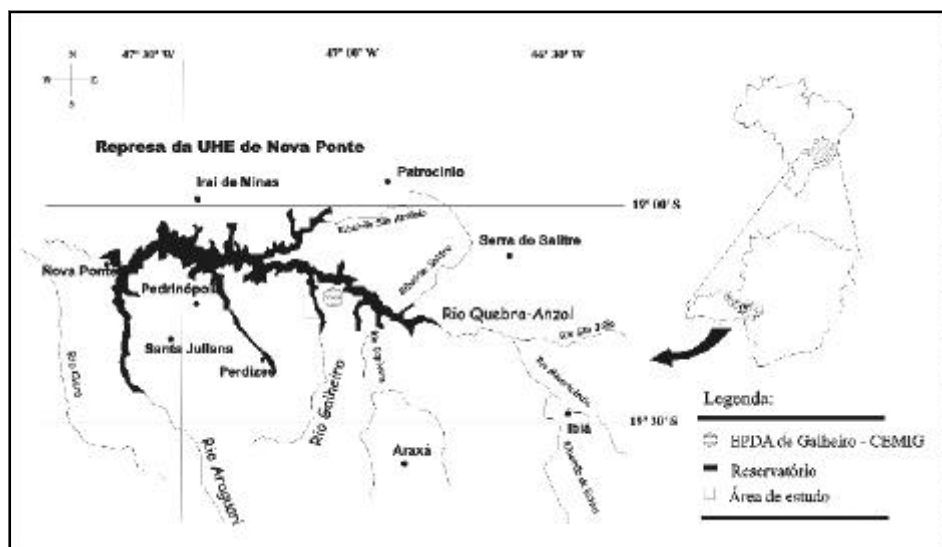 N
W E
S
47° 30' W
47° 00' W
46° 30' W
Represa da UHE de Nova Ponte
Patrocínio
Iraí de Minas
19° 00' S
Serra do Salitre
Nova Ponte
Pedrinópolis
Rio Quebra-Anzol
Santa Juliana
Perdizes
Rio Galheiro
Rio Araguari
Araxá
Ibiá
19° 30' S
Legenda:
EPDA de Galheiro - CEMIG
Reservatório
Área de estudo